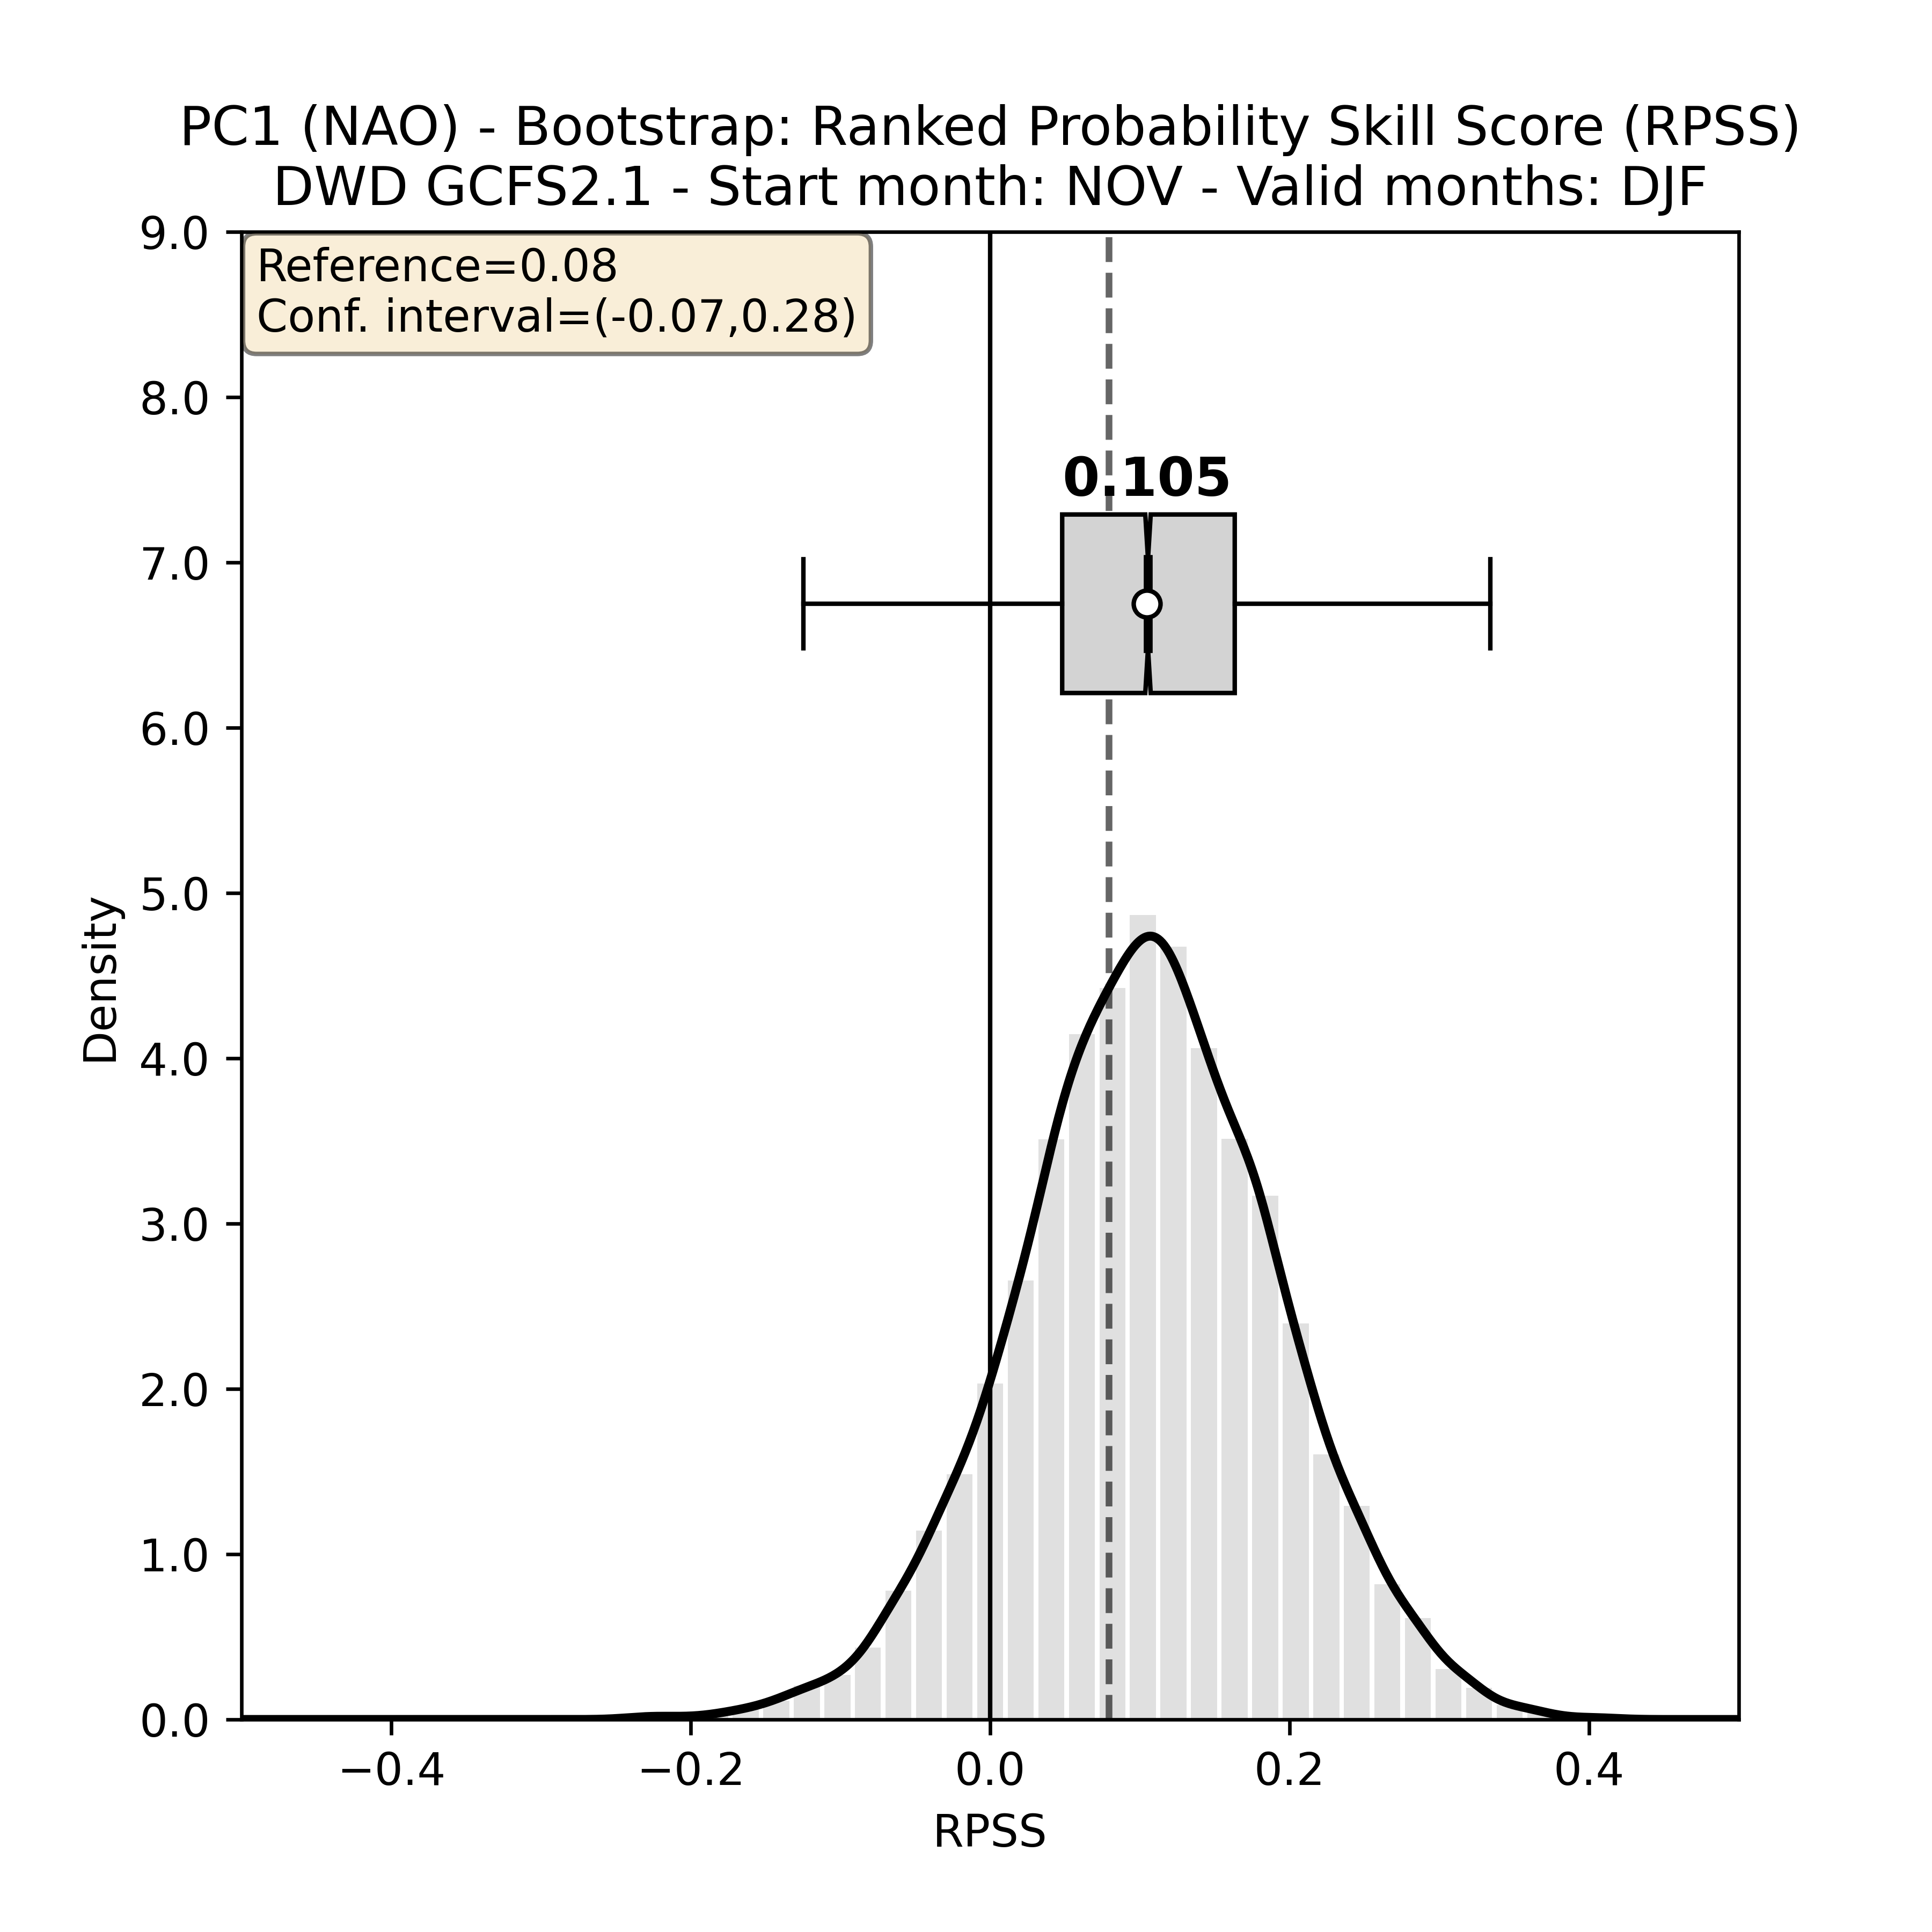 PC1 (NAO) - Bootstrap: Ranked Probability Skill Score (RPSS)
DWD GCFS2.1 - Start month: NOV - Valid months: DJF
Reference=0.08
Conf. interval=(-0.07,0.28)
0.105
9.0
8.0
7.0
6.0
5.0
4.0
3.0
2.0
1.0
0.0
Density
−0.4
−0.2
0.0
0.2
0.4
RPSS